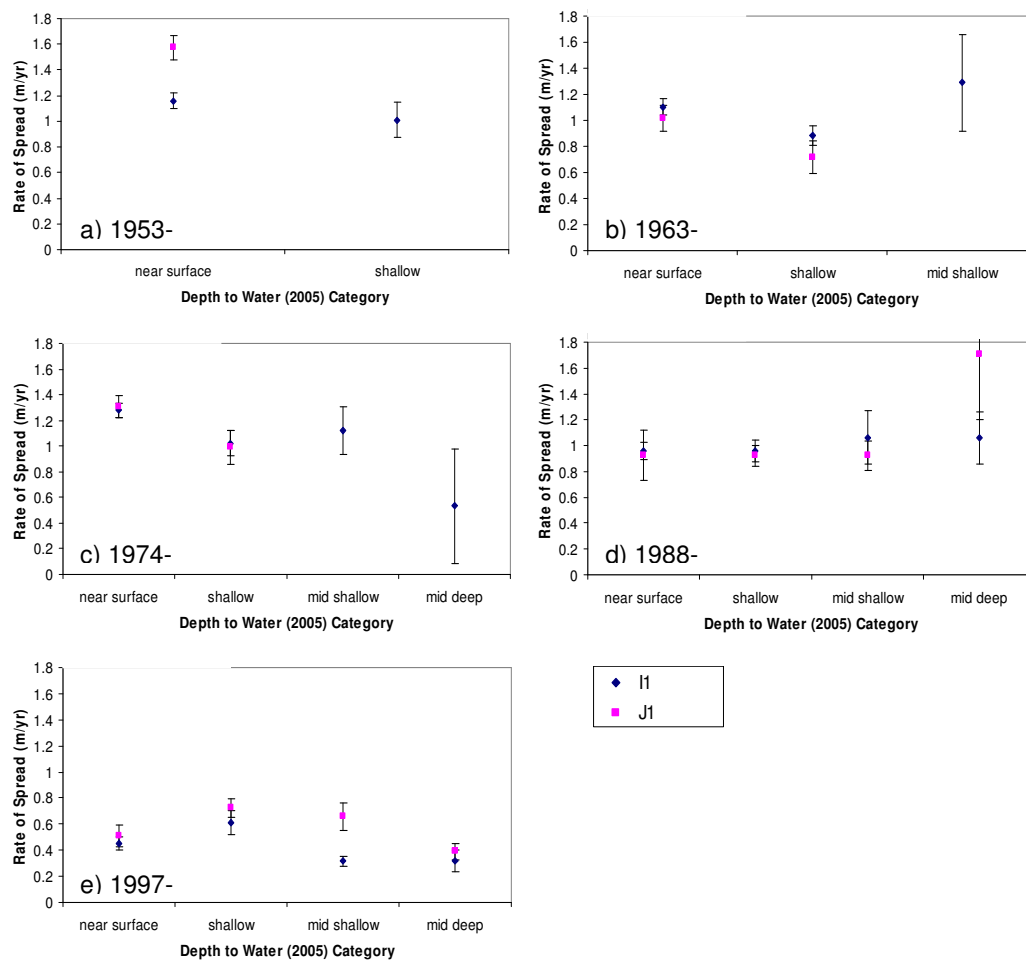 1.8
1.6
1.4
1.2
1
0.8
0.6
0.4
0.2
0
Rate of Spread (m/yr)
a) 1953-
near surface shallow
Depth to Water (2005) Category
1.8
1.6
1.4
1.2
1
0.8
0.6
0.4
0.2
0
Rate of Spread (m/yr)
b) 1963-
near surface shallow mid shallow
Depth to Water (2005) Category
1.8
1.6
1.4
1.2
1
0.8
0.6
0.4
0.2
0
Rate of Spread (m/yr)
c) 1974-
near surface shallow mid shallow mid deep
Depth to Water (2005) Category
1.8
1.6
1.4
1.2
1
0.8
0.6
0.4
0.2
0
Rate of Spread (m/yr)
d) 1988-
near surface shallow mid shallow mid deep
Depth to Water (2005) Category
1.8
1.6
1.4
1.2
1
0.8
0.6
0.4
0.2
0
Rate of Spread (m/yr)
e) 1997-
near surface shallow mid shallow mid deep
Depth to Water (2005) Category
I1
J1